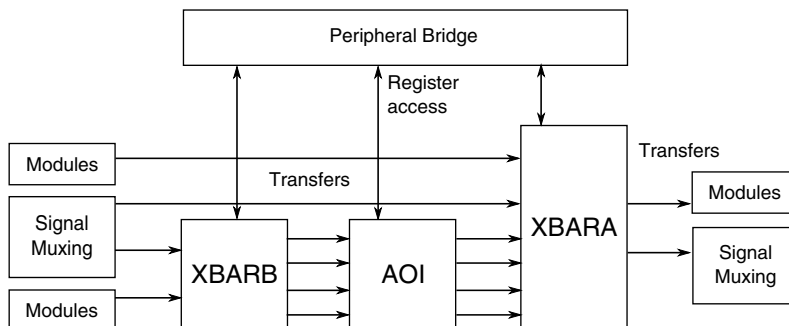 Peripheral Bridge
Register
access
Modules
Transfers
Transfers
Signal
Muxing
XBARB
AOI
XBARA
Modules
Signal
Muxing
Modules